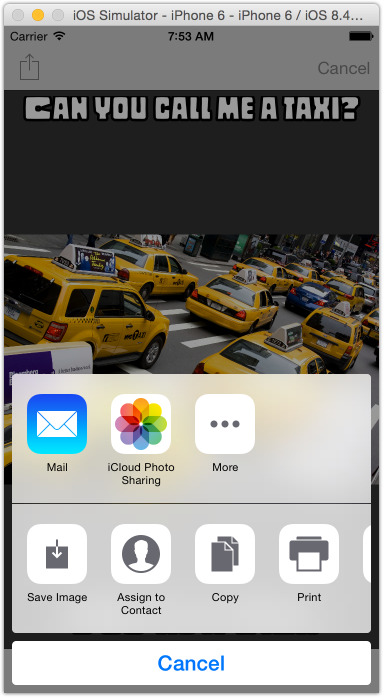 iOS Simulator - iPhone 6 - iPhone 6 / iOS 8.4...
Carrier 7:53 AM
Cancel
CAN YOU CALL ME A TAXI?
Mail
iCloud Photo
Sharing
More
Save Image
Assign to
Contact
Copy
Print
Cancel